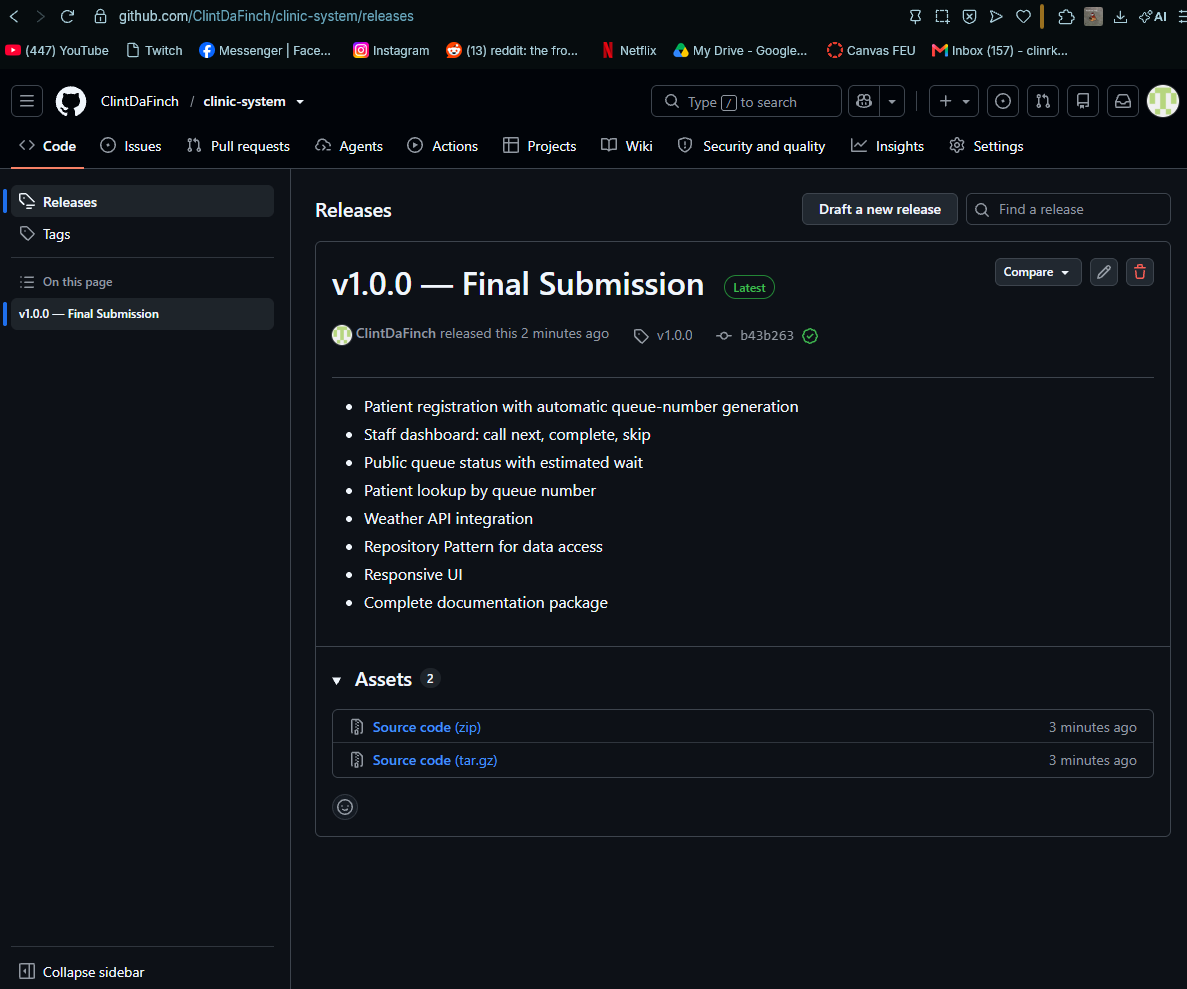 github.com/ClintDaFinch/clinic-system/releases
AI
(447) YouTube
Twitch
Messenger | Face...
Instagram
(13) reddit: the fro...
Netflix
My Drive - Google...
Canvas FEU
Inbox (157) - clinrk...
ClintDaFinch / clinic-system
Type / to search
Code
Issues
Pull requests
Agents
Actions
Projects
Wiki
Security and quality
Insights
Settings
Releases
Tags
On this page
v1.0.0 — Final Submission
Releases
Draft a new release
Find a release
v1.0.0 — Final Submission
Latest
Compare
ClintDaFinch released this 2 minutes ago
v1.0.0
b43b263
Patient registration with automatic queue-number generation
Staff dashboard: call next, complete, skip
Public queue status with estimated wait
Patient lookup by queue number
Weather API integration
Repository Pattern for data access
Responsive UI
Complete documentation package
Assets 2
Source code (zip) 3 minutes ago
Source code (tar.gz) 3 minutes ago
Collapse sidebar